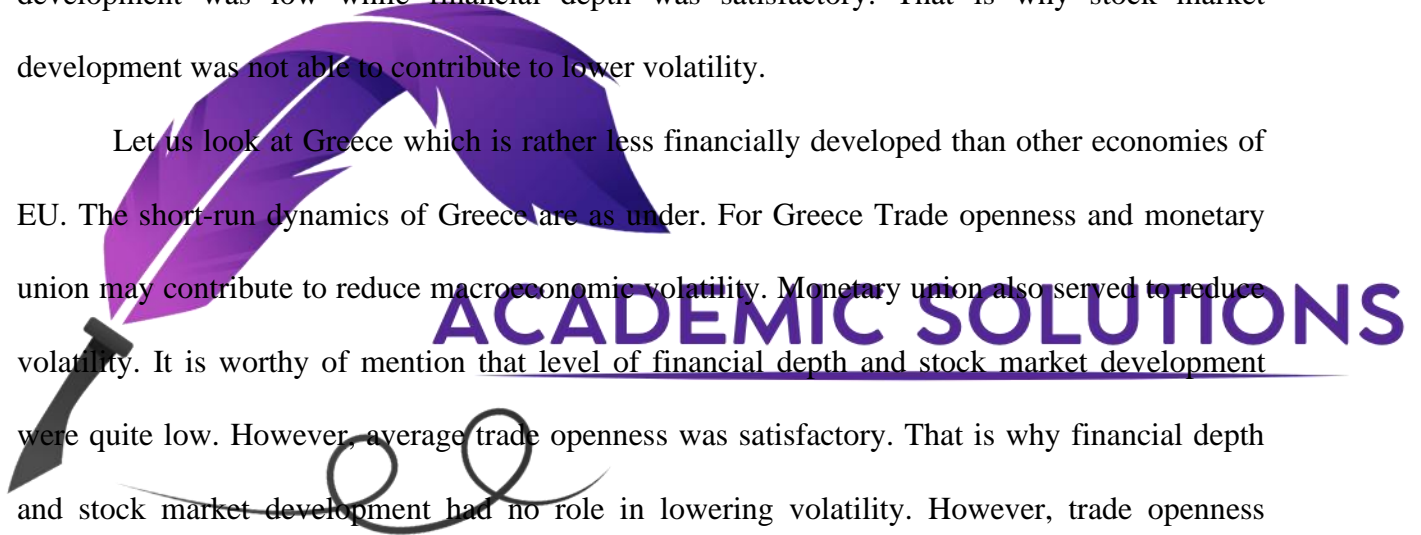 development was low while financial depth was satisfactory. That is why stock market
development was not able to contribute to lower volatility.
Let us look at Greece which is rather less financially developed than other economies of
EU. The short-run dynamics of Greece are as under. For Greece Trade openness and monetary
union may contribute to reduce macroeconomic volatility. Monetary union also served to reduce
ACADEMIC SOLUTIONS
volatility. It is worthy of mention that level of financial depth and stock market development
were quite low. However, average trade openness was satisfactory. That is why financial depth
and stock market development had no role in lowering volatility. However, trade openness